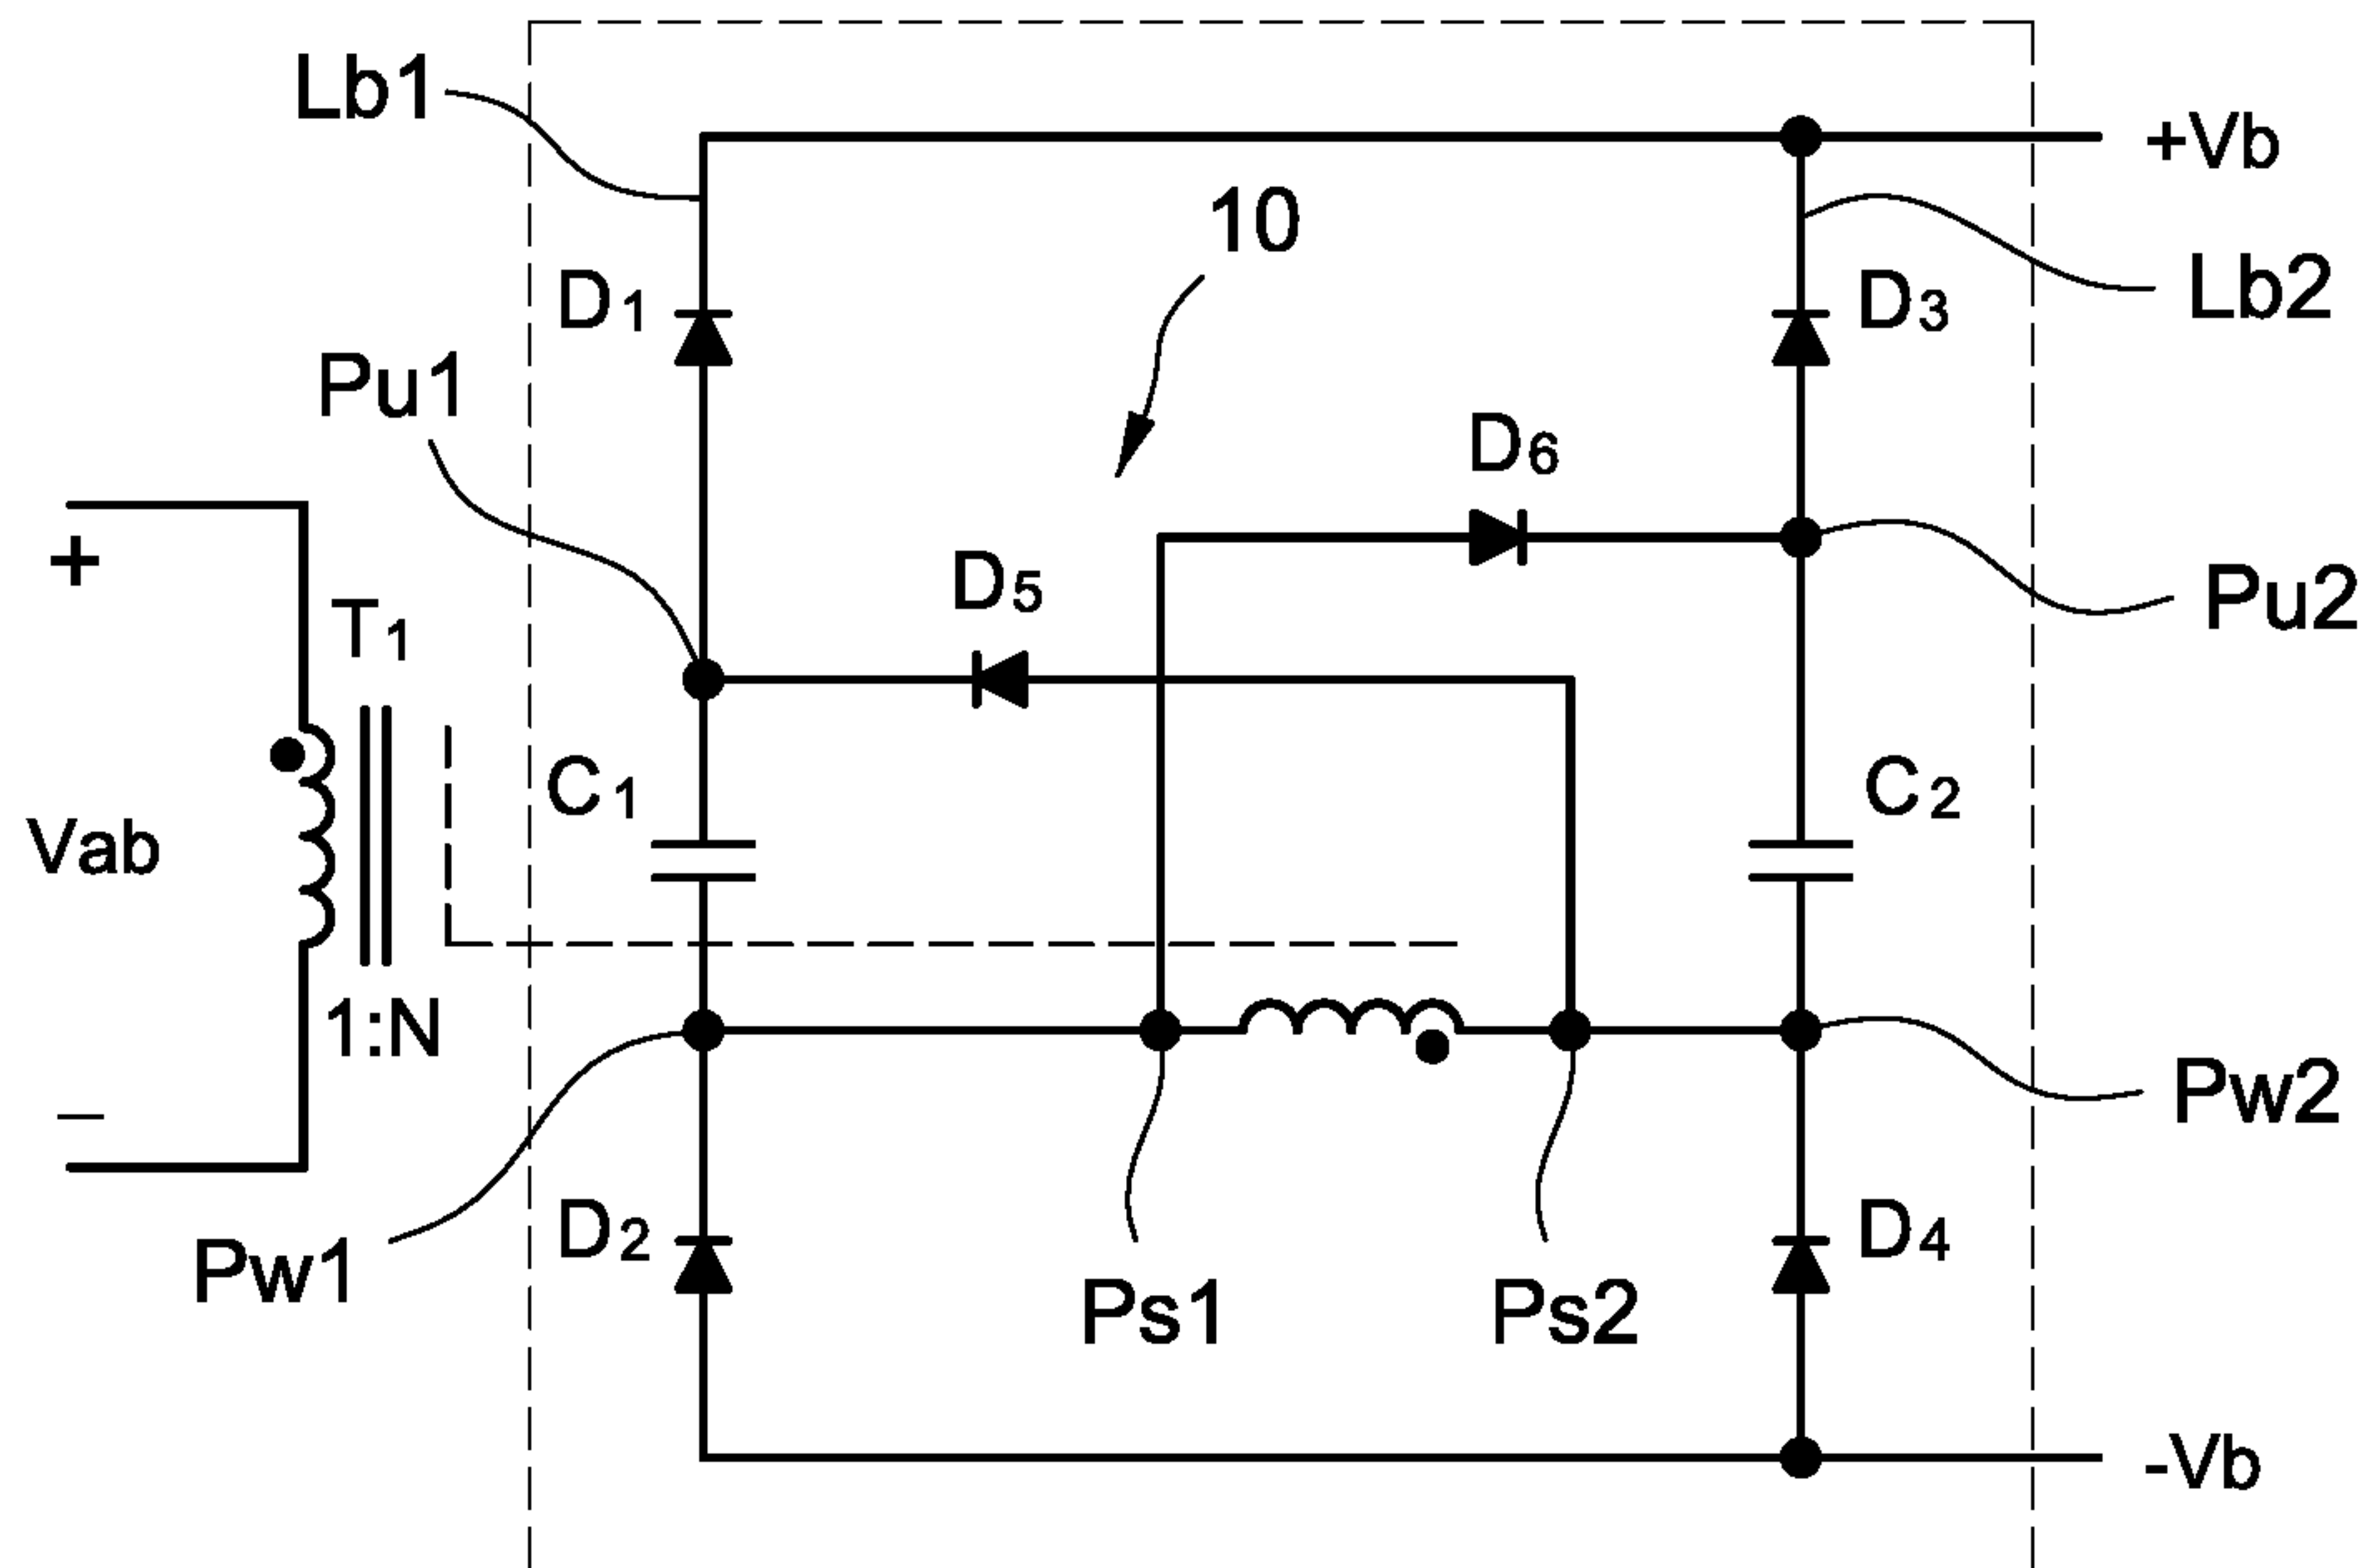 Lb1
+Vb
10
D1
D3
Lb2
Pu1
D6
+
D5
Pu2
T1
C1
C2
Vab
1:N
Pw2
–
D2
D4
Pw1
Ps1
Ps2
-Vb